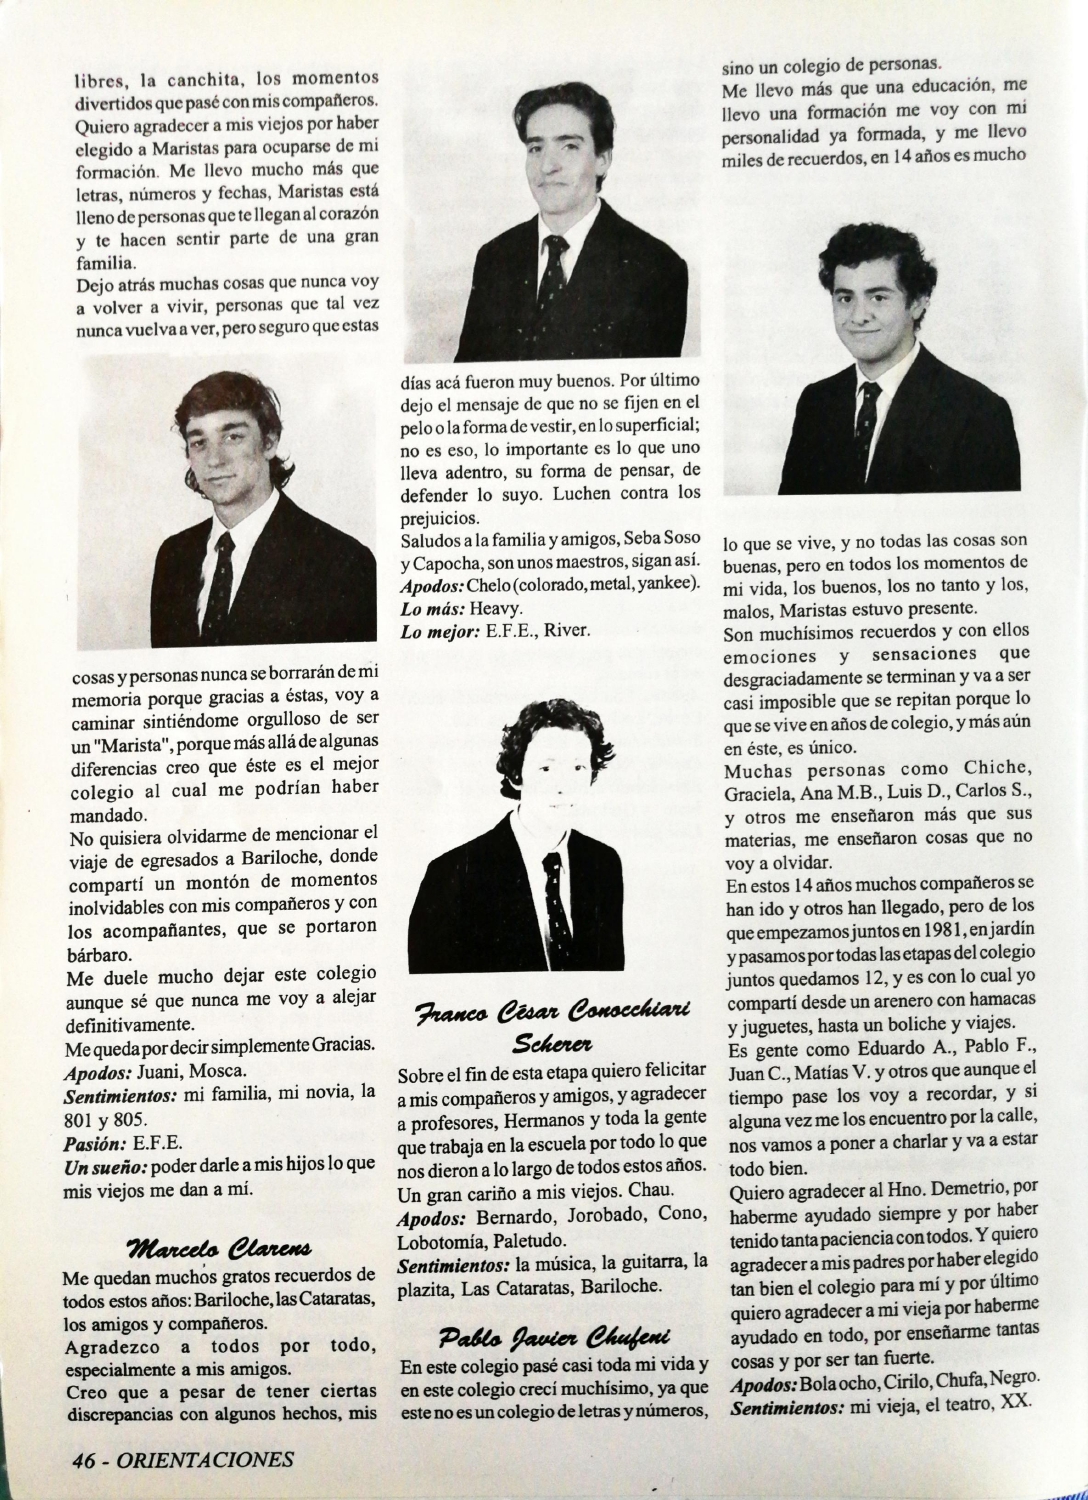 libres, la canchita, los momentos
divertidos que pasé con mis compañeros.
Quiero agradecer a mis viejos por haber
elegido a Maristas para ocuparse de mi
formación. Me llevo mucho más que
letras, números y fechas, Maristas está
lleno de personas que te llegan al corazón
y te hacen sentir parte de una gran
familia.
Dejo atrás muchas cosas que nunca voy
a volver a vivir, personas que tal vez
nunca vuelva a ver, pero seguro que estas
cosas y personas nunca se borrarán de mi
memoria porque gracias a éstas, voy a
caminar sintiéndome orgulloso de ser
un "Marista", porque más allá de algunas
diferencias creo que éste es el mejor
colegio al cual me podrían haber
mandado.
No quisiera olvidarme de mencionar el
viaje de egresados a Bariloche, donde
compartí un montón de momentos
inolvidables con mis compañeros y con
los acompañantes, que se portaron
bárbaro.
Me duele mucho dejar este colegio
aunque sé que nunca me voy a alejar
definitivamente.
Me queda por decir simplemente Gracias.
Apodos: Juani, Mosca.
Sentimientos: mi familia, mi novia, la
801 y 805.
Pasión: E.F.E.
Un sueño: poder darle a mis hijos lo que
mis viejos me dan a mí.
Marcelo Clarens
Me quedan muchos gratos recuerdos de
todos estos años: Bariloche, las Cataratas,
los amigos y compañeros.
Agradezco a todos por todo,
especialmente a mis amigos.
Creo que a pesar de tener ciertas
discrepancias con algunos hechos, mis
días acá fueron muy buenos. Por último
dejo el mensaje de que no se fijen en el
pelo o la forma de vestir, en lo superficial;
no es eso, lo importante es lo que uno
lleva adentro, su forma de pensar, de
defender lo suyo. Luchen contra los
prejuicios.
Saludos a la familia y amigos, Seba Soso
y Capocha, son unos maestros, sigan así.
Apodos: Chelo (colorado, metal, yankee).
Lo más: Heavy.
Lo mejor: E.F.E., River.
Franco César Conocchiari
Scherer
Sobre el fin de esta etapa quiero felicitar
a mis compañeros y amigos, y agradecer
a profesores, Hermanos y toda la gente
que trabaja en la escuela por todo lo que
nos dieron a lo largo de todos estos años.
Un gran cariño a mis viejos. Chau.
Apodos: Bernardo, Jorobado, Cono,
Lobotomía, Paletudo.
Sentimientos: la música, la guitarra, la
plazita, Las Cataratas, Bariloche.
Pablo Javier Chufeni
En este colegio pasé casi toda mi vida y
en este colegio crecí muchísimo, ya que
este no es un colegio de letras y números,
sino un colegio de personas.
Me llevo más que una educación, me
llevo una formación me voy con mi
personalidad ya formada, y me llevo
miles de recuerdos, en 14 años es mucho
lo que se vive, y no todas las cosas son
buenas, pero en todos los momentos de
mi vida, los buenos, los no tanto y los,
malos, Maristas estuvo presente.
Son muchísimos recuerdos y con ellos
emociones y sensaciones que
desgraciadamente se terminan y va a ser
casi imposible que se repitan porque lo
que se vive en años de colegio, y más aún
en éste, es único.
Muchas personas como Chiche,
Graciela, Ana M.B., Luis D., Carlos S.,
y otros me enseñaron más que sus
materias, me enseñaron cosas que no
voy a olvidar.
En estos 14 años muchos compañeros se
han ido y otros han llegado, pero de los
que empezamos juntos en 1981, en jardín
y pasamos por todas las etapas del colegio
juntos quedamos 12, y es con lo cual yo
compartí desde un arenero con hamacas
y juguetes, hasta un boliche y viajes.
Es gente como Eduardo A., Pablo F.,
Juan C., Matías V. y otros que aunque el
tiempo pase los voy a recordar, y si
alguna vez me los encuentro por la calle,
nos vamos a poner a charlar y va a estar
todo bien.
Quiero agradecer al Hno. Demetrio, por
haberme ayudado siempre y por haber
tenido tanta paciencia con todos. Y quiero
agradecer a mis padres por haber elegido
tan bien el colegio para mí y por último
quiero agradecer a mi vieja por haberme
ayudado en todo, por enseñarme tantas
cosas y por ser tan fuerte.
Apodos: Bola ocho, Cirilo, Chufa, Negro.
Sentimientos: mi vieja, el teatro, XX.
46 - ORIENTACIONES